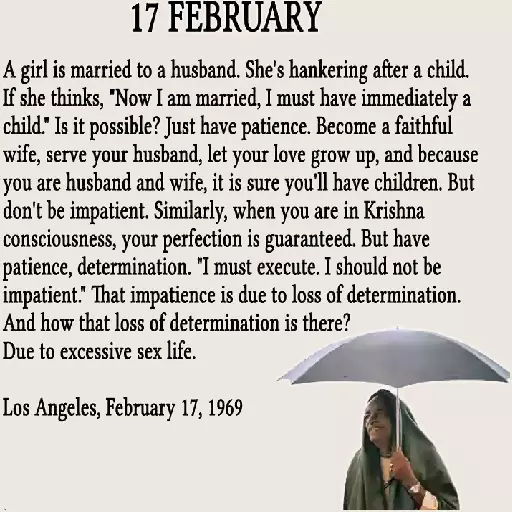 17 FEBRUARY
A girl is married to a husband. She's hankering after a child.
If she thinks, "Now I am married, I must have immediately a
child." Is it possible? Just have patience. Become a faithful
wife, serve your husband, let your love grow up, and because
you are husband and wife, it is sure you'll have children. But
don't be impatient. Similarly, when you are in Krishna
consciousness, your perfection is guaranteed. But have
patience, determination. "I must execute. I should not be
impatient." That impatience is due to loss of determination.
And how that loss of determination is there?
Due to excessive sex life.
Los Angeles, February 17, 1969